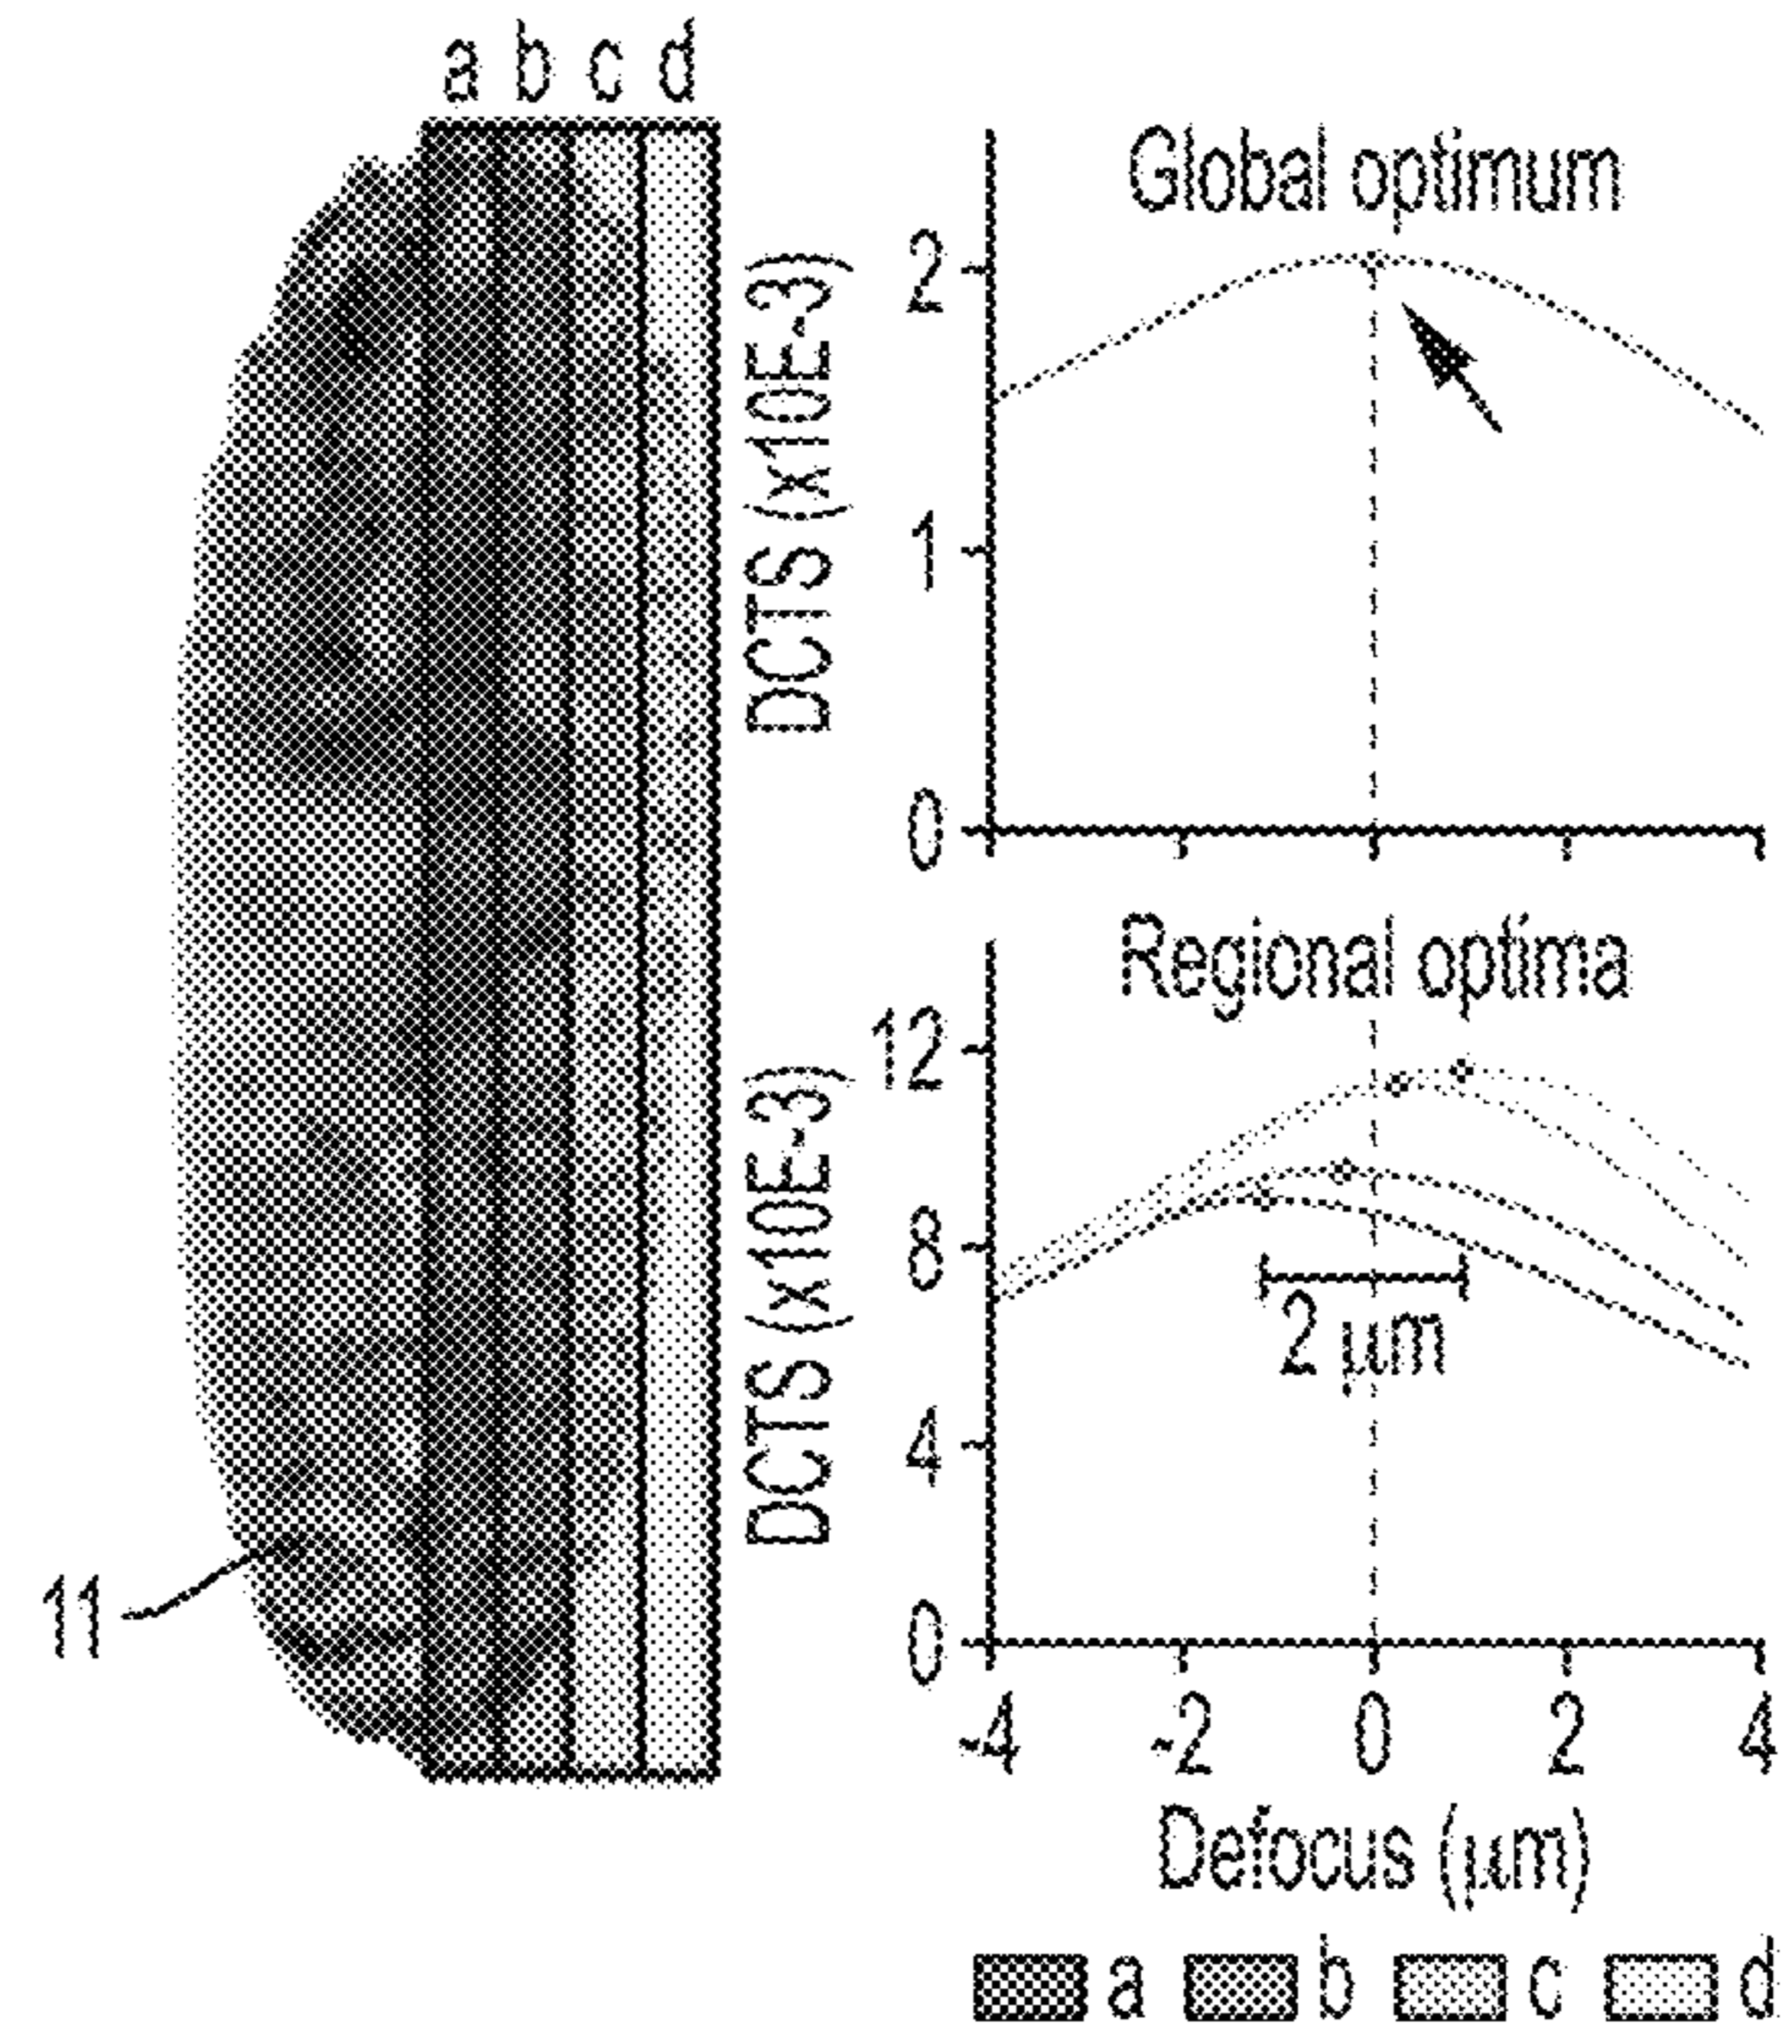 a b c d
Global optimum
DCTS (x10E-3)
2
1
0
Regional optima
DCTS (x10E-3)
12
8
4
0
2 μm
-4 -2 0 2 4
Defocus (μm)
a b c d
11